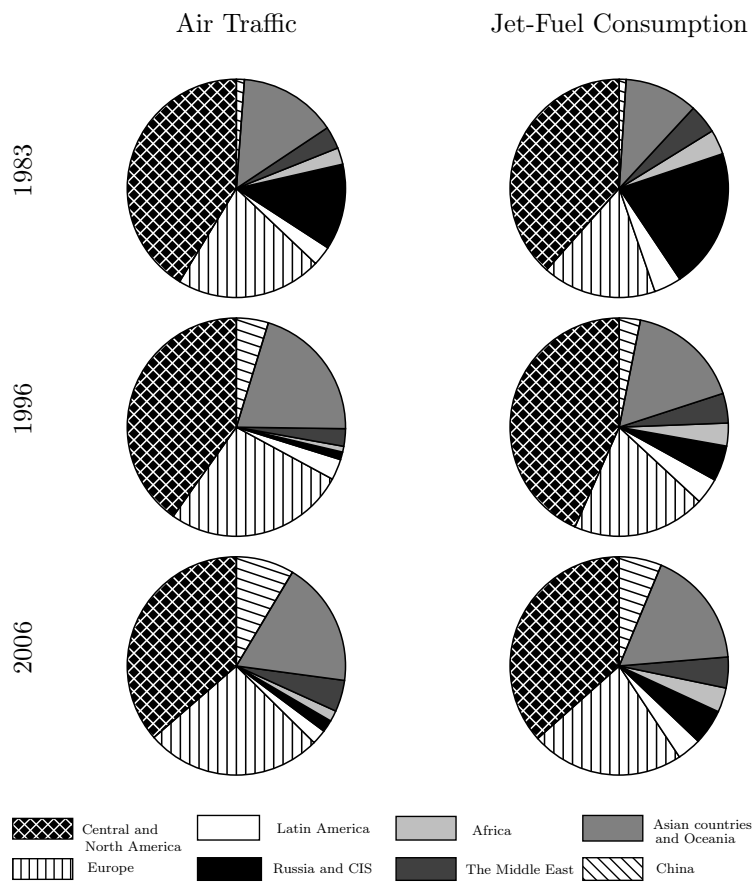 Air Traffic
Jet-Fuel Consumption
1983
1996
2006
Central and
North America
Latin America
Africa
Asian countries
and Oceania
Europe
Russia and CIS
The Middle East
China